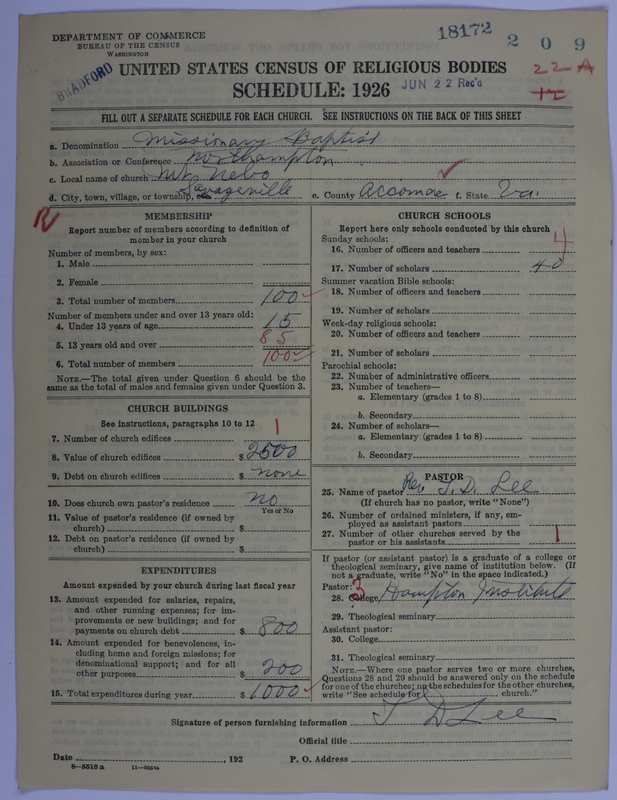 DEPARTMENT OF COMMERCE
BUREAU OF THE CENSUS
WASHINGTON
18172
2 0 9
BRADFORD
UNITED STATES CENSUS OF RELIGIOUS BODIES
22-A
SCHEDULE: 1926
JUN 22 Rec'd
12
FILL OUT A SEPARATE SCHEDULE FOR EACH CHURCH. SEE INSTRUCTIONS ON THE BACK OF THIS SHEET
a. Denomination Missionary Baptist
b. Association or Conference Northampton
c. Local name of church Mt. Nebo
d. City, town, village, or township, etc. Savageville e. County Accomac f. State Va.
R
MEMBERSHIP
Report number of members according to definition of
member in your church
Number of members, by sex:
1. Male
2. Female
3. Total number of members 100
Number of members under and over 13 years old:
4. Under 13 years of age 15
5. 13 years old and over 85
6. Total number of members 100
NOTE.—The total given under Question 6 should be the
same as the total of males and females given under Question 3.
CHURCH BUILDINGS
See instructions, paragraphs 10 to 12
7. Number of church edifices 1
8. Value of church edifices $ 2500
9. Debt on church edifices $ none
10. Does church own pastor's residence no
Yes or No
11. Value of pastor's residence (if owned by
church) $
12. Debt on pastor's residence (if owned by
church) $
EXPENDITURES
Amount expended by your church during last fiscal year
13. Amount expended for salaries, repairs,
and other running expenses; for im-
provements or new buildings; and for
payments on church debt $ 800
14. Amount expended for benevolences, in-
cluding home and foreign missions; for
denominational support; and for all
other purposes $ 200
15. Total expenditures during year $ 1000
CHURCH SCHOOLS
Report here only schools conducted by this church
Sunday schools:
16. Number of officers and teachers 4
17. Number of scholars 40
Summer vacation Bible schools:
18. Number of officers and teachers
19. Number of scholars
Week-day religious schools:
20. Number of officers and teachers
21. Number of scholars
Parochial schools:
22. Number of administrative officers
23. Number of teachers—
a. Elementary (grades 1 to 8)
b. Secondary
24. Number of scholars—
a. Elementary (grades 1 to 8)
b. Secondary
PASTOR
25. Name of pastor Rev. T. D. Lee
(If church has no pastor, write "None")
26. Number of ordained ministers, if any, em-
ployed as assistant pastors
27. Number of other churches served by the
pastor or his assistants 1
If pastor (or assistant pastor) is a graduate of a college or
theological seminary, give name of institution below. (If
not a graduate, write "No" in the space indicated.)
Pastor: 3
28. College Hampton Institute
29. Theological seminary
Assistant pastor:
30. College
31. Theological seminary
NOTE.—Where one pastor serves two or more churches,
Questions 28 and 29 should be answered only on the schedule
for one of the churches; on the schedules for the other churches,
write "See schedule for church."
Signature of person furnishing information T D Lee
Official title
Date , 192 P. O. Address
8—5518 a 11—9054a